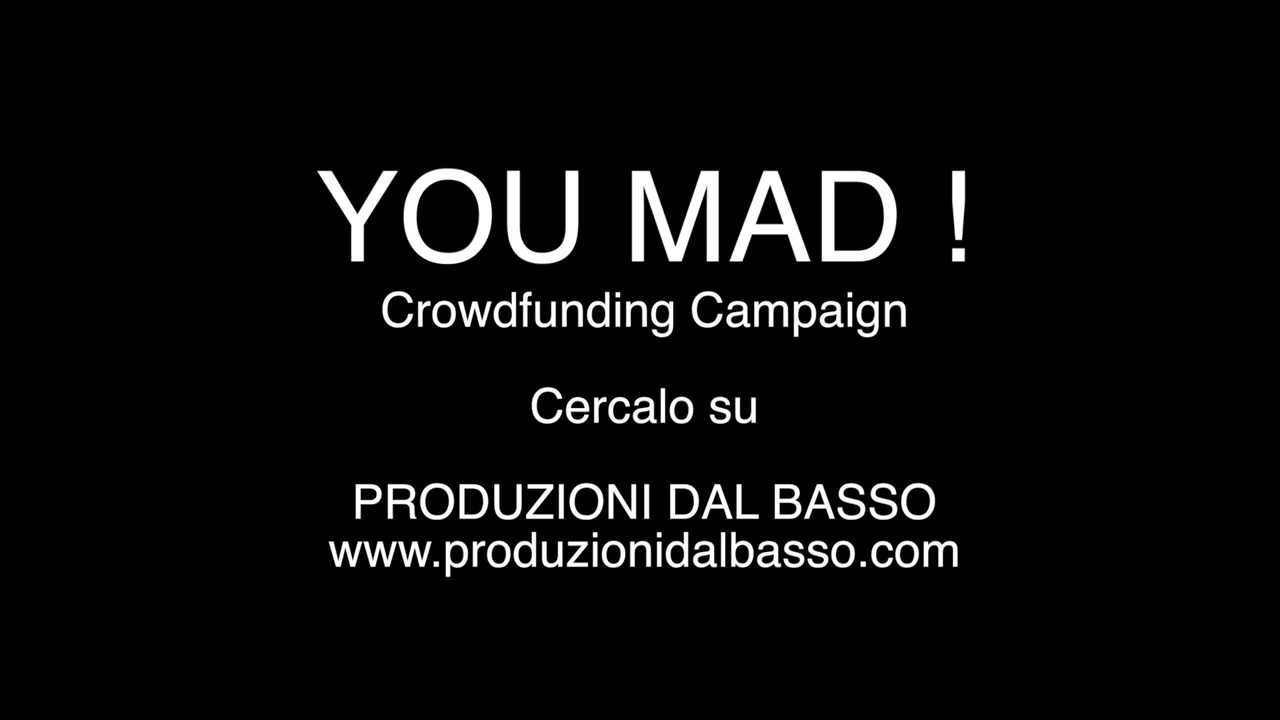 YOU MAD !
Crowdfunding Campaign
Cercalo su
PRODUZIONI DAL BASSO
www.produzionidalbasso.com